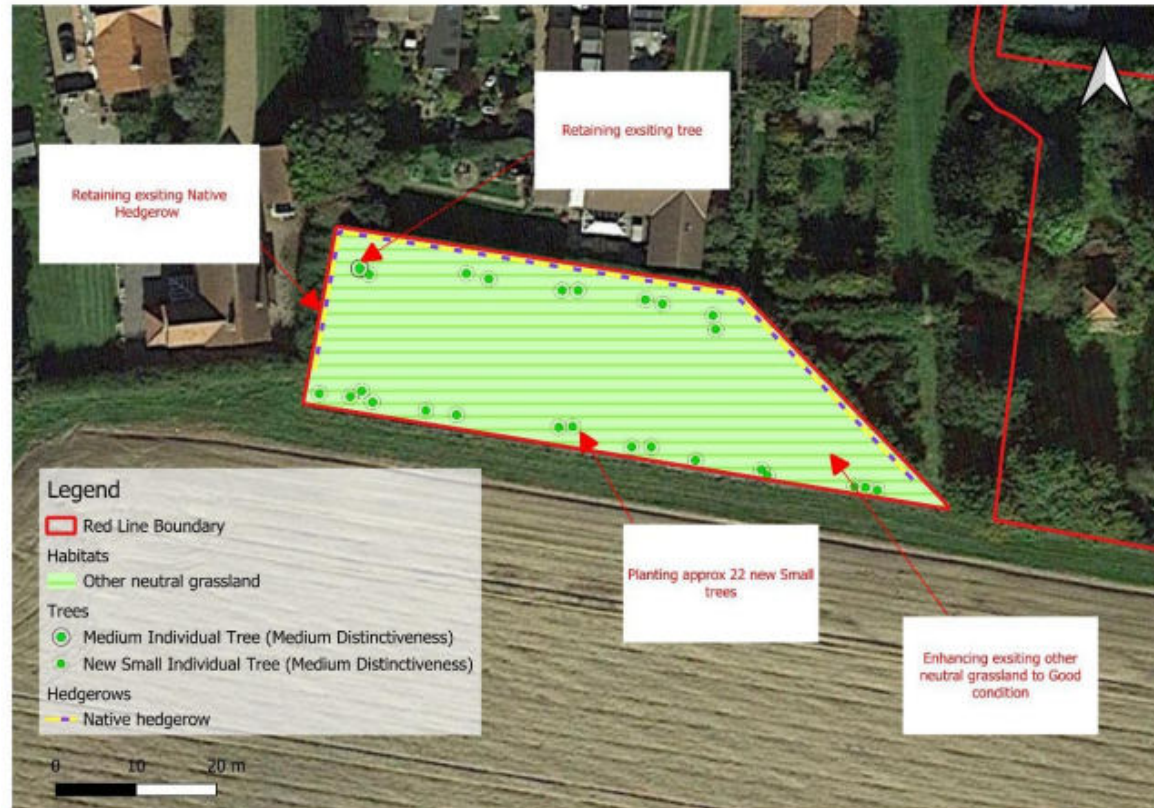 Retaining exsiting tree
Retaining exsiting Native
Hedgerow
Legend
Red Line Boundary
Habitats
Other neutral grassland
Trees
Medium Individual Tree (Medium Distinctiveness)
New Small Individual Tree (Medium Distinctiveness)
Hedgerows
Native hedgerow
0 10 20 m
Planting approx 22 new Small
trees
Enhancing exsiting other
neutral grassland to Good
condition